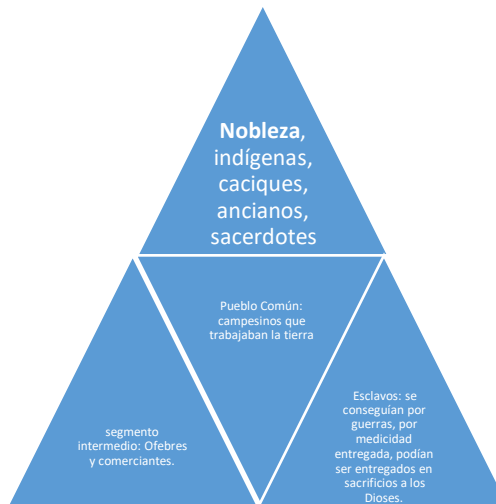 Nobleza,
indígenas,
caciques,
ancianos,
sacerdotes
Pueblo Común:
campesinos que
trabajaban la tierra
segmento
intermedio: Ofebres
y comerciantes.
Esclavos: se
conseguían por
guerras, por
medicidad
entregada, podían
ser entregados en
sacrificios a los
Dioses.